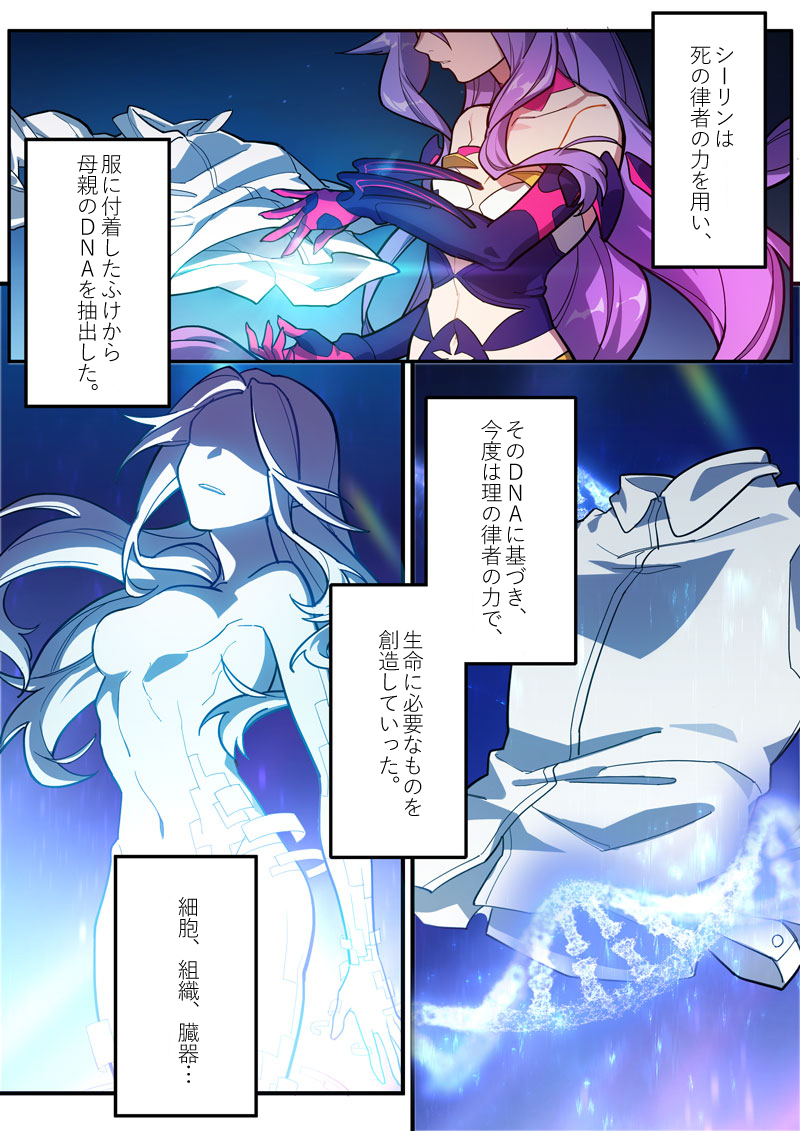 シーリンは
死の律者の力を用い、
服に付着したふけから
母親のDNAを抽出した。
そのDNAに基づき、
今度は理の律者の力で、
生命に必要なものを
創造していった。
細胞、組織、臓器…